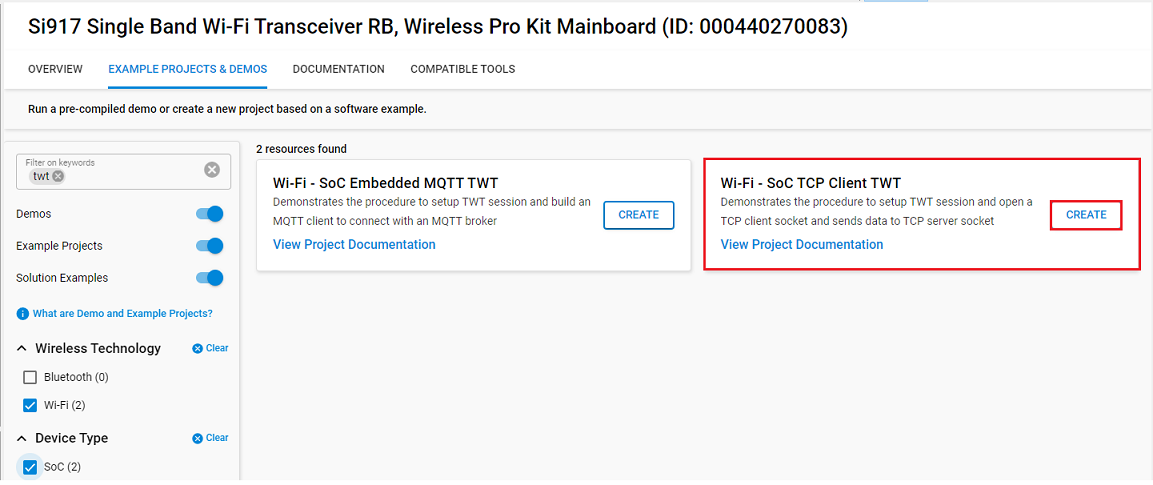 Si917 Single Band Wi-Fi Transceiver RB, Wireless Pro Kit Mainboard (ID: 000440270083)
OVERVIEW EXAMPLE PROJECTS & DEMOS DOCUMENTATION COMPATIBLE TOOLS
Run a pre-compiled demo or create a new project based on a software example.
Filter on keywords
twt
Demos
Example Projects
Solution Examples
What are Demo and Example Projects?
Wireless Technology Clear
Bluetooth (0)
Wi-Fi (2)
Device Type Clear
SoC (2)
2 resources found
Wi-Fi - SoC Embedded MQTT TWT
Demonstrates the procedure to setup TWT session and build an
MQTT client to connect with an MQTT broker
CREATE
View Project Documentation
Wi-Fi - SoC TCP Client TWT
Demonstrates the procedure to setup TWT session and open a
TCP client socket and sends data to TCP server socket
CREATE
View Project Documentation